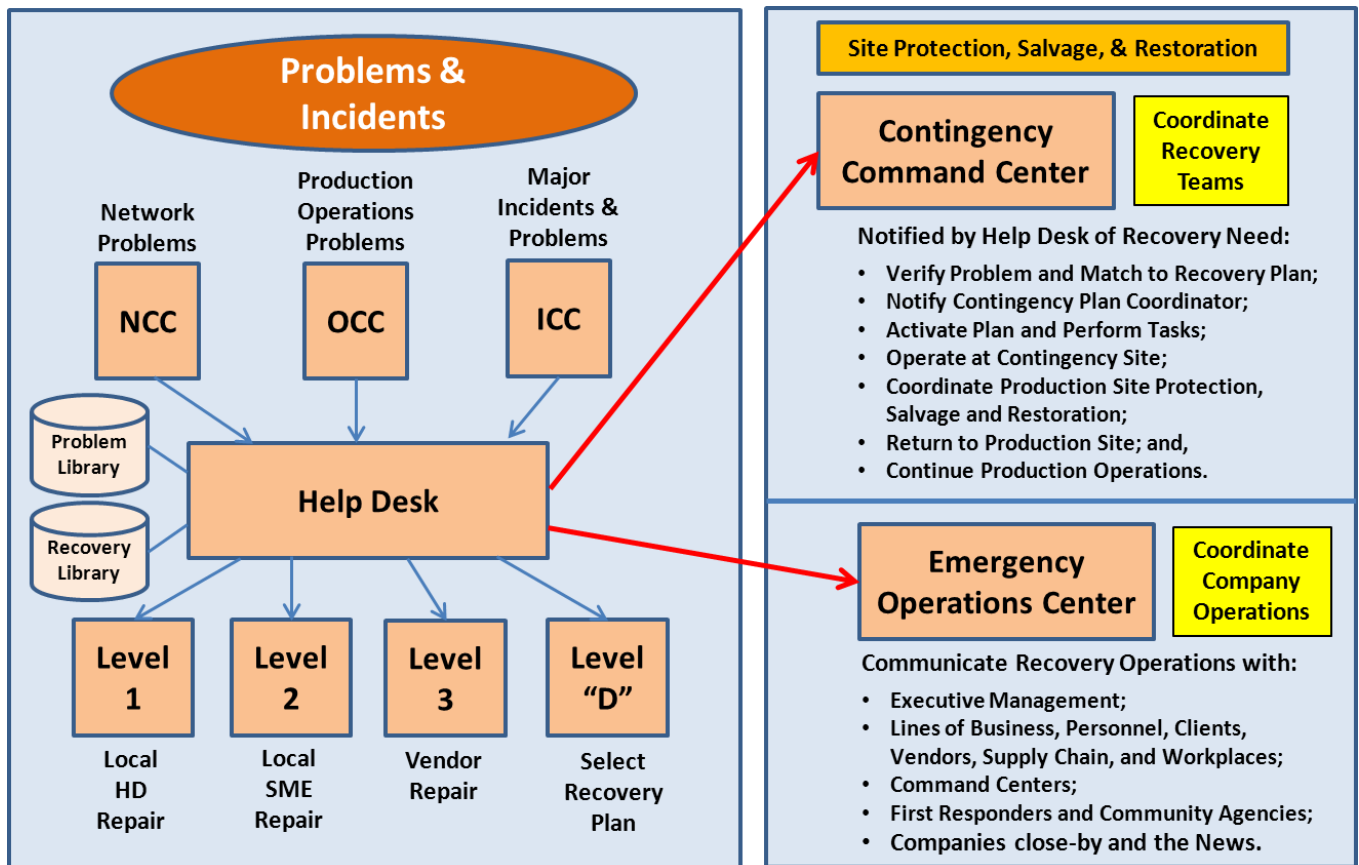 Problems &
Incidents
Network
Problems
Production
Operations
Problems
Major
Incidents &
Problems
NCC
OCC
ICC
Problem
Library
Recovery
Library
Help Desk
Level
1
Level
2
Level
3
Level
“D”
Local
HD
Repair
Local
SME
Repair
Vendor
Repair
Select
Recovery
Plan
Site Protection, Salvage, & Restoration
Contingency
Command Center
Coordinate
Recovery
Teams
Notified by Help Desk of Recovery Need:
• Verify Problem and Match to Recovery Plan;
• Notify Contingency Plan Coordinator;
• Activate Plan and Perform Tasks;
• Operate at Contingency Site;
• Coordinate Production Site Protection,
Salvage and Restoration;
• Return to Production Site; and,
• Continue Production Operations.
Emergency
Operations Center
Coordinate
Company
Operations
Communicate Recovery Operations with:
• Executive Management;
• Lines of Business, Personnel, Clients,
Vendors, Supply Chain, and Workplaces;
• Command Centers;
• First Responders and Community Agencies;
• Companies close-by and the News.